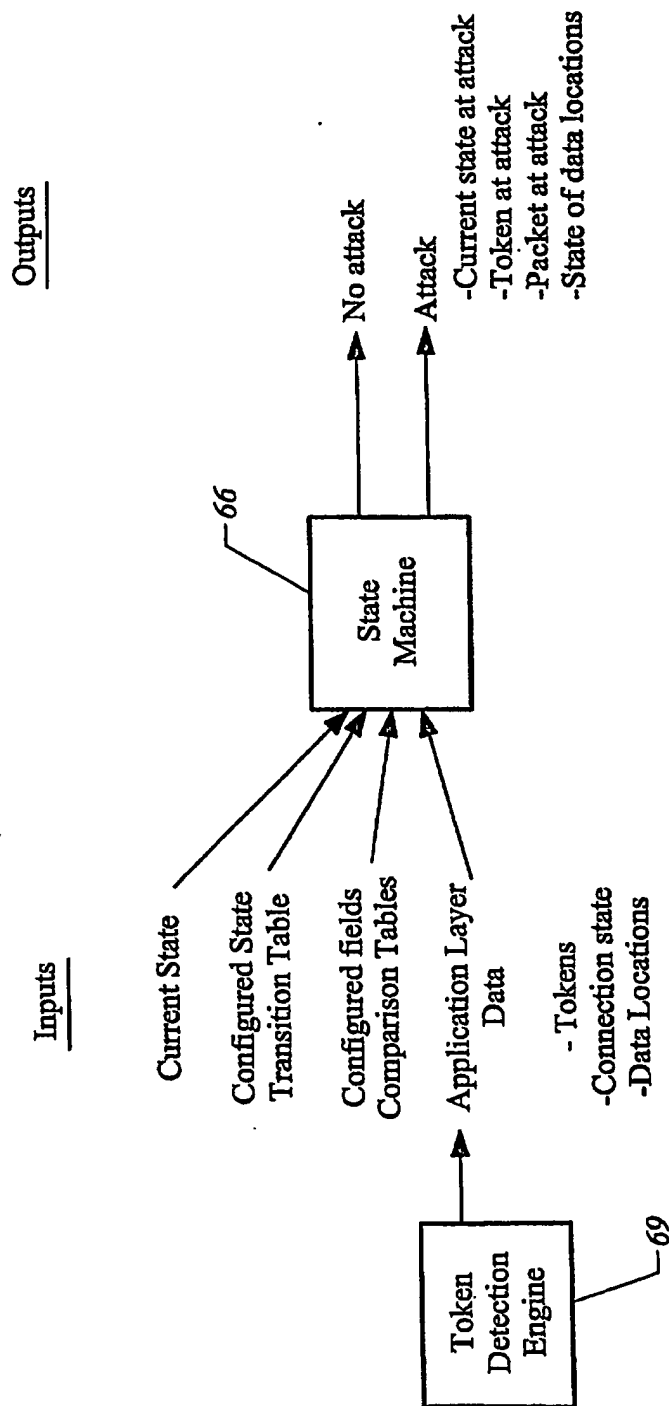 Inputs
Outputs
Current State
Configured State
Transition Table
Configured fields
Comparison Tables
Application Layer
Data
- Tokens
-Connection state
-Data Locations
Token
Detection
Engine
69
State
Machine
66
No attack
Attack
-Current state at attack
-Token at attack
-Packet at attack
-State of data locations